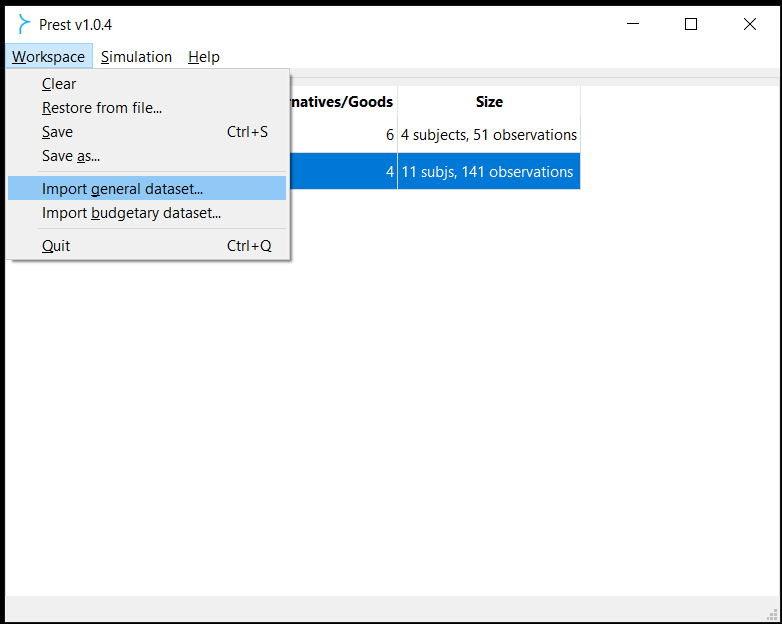 Prest v1.0.4
Workspace Simulation Help
Clear
Restore from file...
Save Ctrl+S
Save as...
Import general dataset...
Import budgetary dataset...
Quit Ctrl+Q
natives/Goods Size
6 4 subjects, 51 observations
4 11 subjs, 141 observations